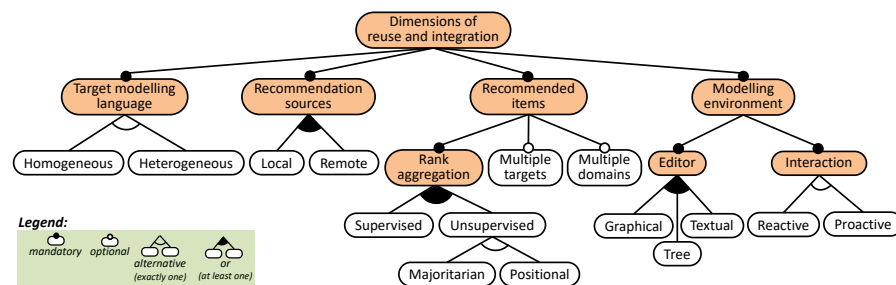 Dimensions of
reuse and integration
Target modelling
language
Recommendation
sources
Recommended
items
Modelling
environment
Homogeneous
Heterogeneous
Local
Remote
Rank
aggregation
Multiple
targets
Multiple
domains
Editor
Interaction
Supervised
Unsupervised
Graphical
Textual
Tree
Reactive
Proactive
Majoritarian
Positional
Legend:
mandatory
optional
alternative
(exactly one)
or
(at least one)